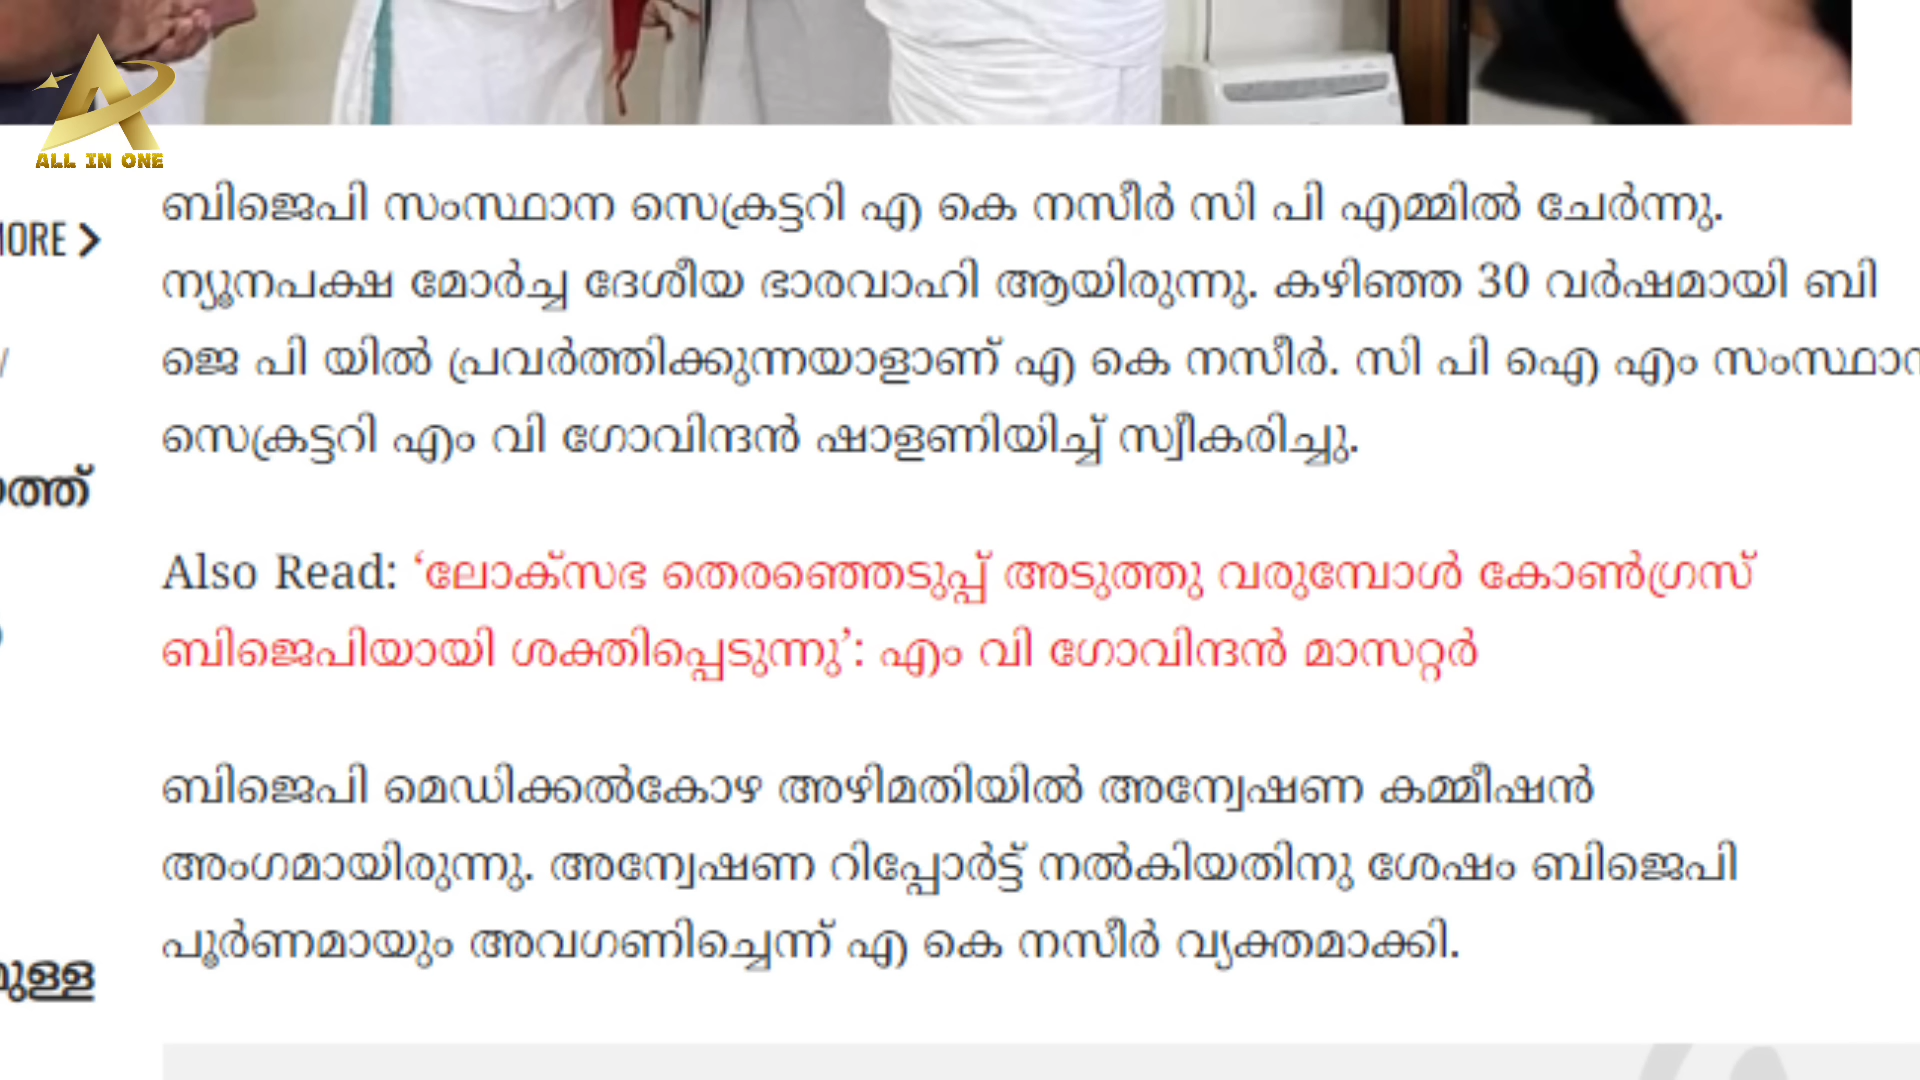 ALL IN ONE
MORE
ബിജെപി സംസ്ഥാന സെക്രട്ടറി എ കെ നസീർ സി പി എമ്മിൽ ചേർന്നു.
ന്യൂനപക്ഷ മോർച്ച ദേശീയ ഭാരവാഹി ആയിരുന്നു. കഴിഞ്ഞ 30 വർഷമായി ബി
ജെ പി യിൽ പ്രവർത്തിക്കുന്നയാളാണ് എ കെ നസീർ. സി പി ഐ എം സംസ്ഥാന
സെക്രട്ടറി എം വി ഗോവിന്ദൻ ഷാളണിയിച്ച് സ്വീകരിച്ചു.
Also Read: ‘ലോക്സഭ തെരഞ്ഞെടുപ്പ് അടുത്തു വരുമ്പോൾ കോൺഗ്രസ്
ബിജെപിയായി ശക്തിപ്പെടുന്നു’: എം വി ഗോവിന്ദൻ മാസറ്റർ
ബിജെപി മെഡിക്കൽകോഴ അഴിമതിയിൽ അന്വേഷണ കമ്മീഷൻ
അംഗമായിരുന്നു. അന്വേഷണ റിപ്പോർട്ട് നൽകിയതിനു ശേഷം ബിജെപി
പൂർണമായും അവഗണിച്ചെന്ന് എ കെ നസീർ വ്യക്തമാക്കി.